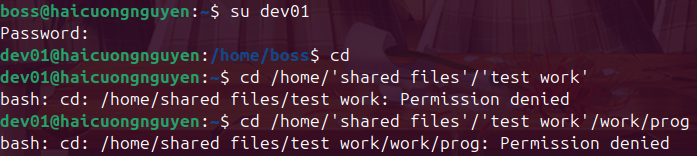 boss@haicuongnguyen:~$ su dev01
Password:
dev01@haicuongnguyen:/home/boss$ cd
dev01@haicuongnguyen:~$ cd /home/'shared files'/'test work'
bash: cd: /home/shared files/test work: Permission denied
dev01@haicuongnguyen:~$ cd /home/'shared files'/'test work'/work/prog
bash: cd: /home/shared files/test work/work/prog: Permission denied